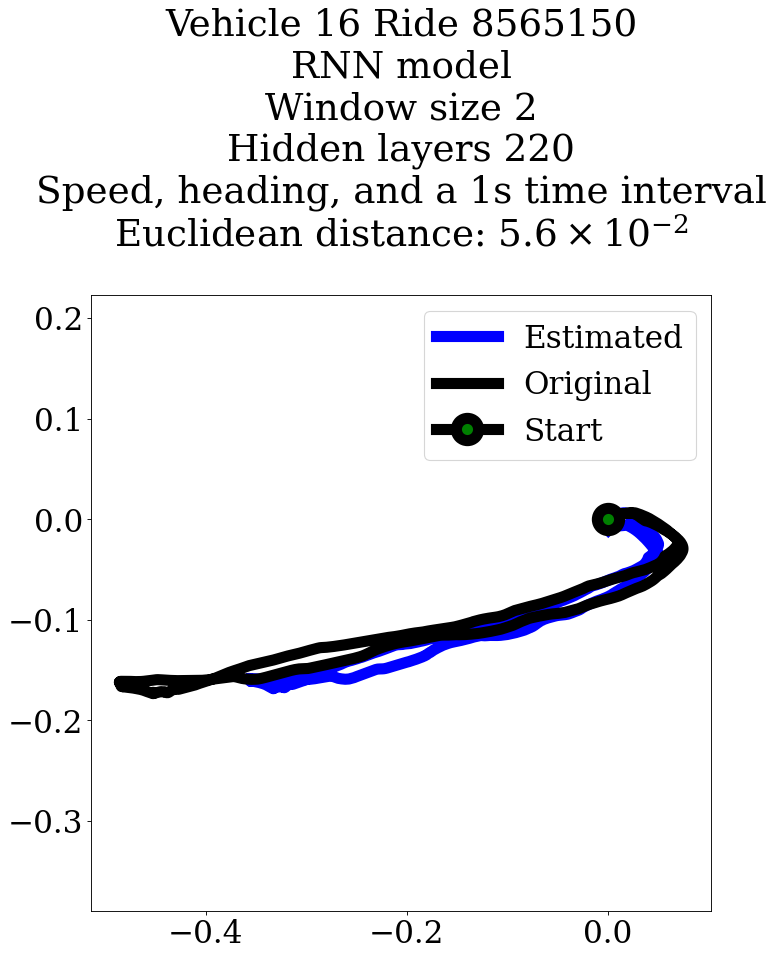 Vehicle 16 Ride 8565150
RNN model
Window size 2
Hidden layers 220
Speed, heading, and a 1s time interval
Euclidean distance: 5.6 × 10⁻²
Estimated
Original
Start
0.2
0.1
0.0
−0.1
−0.2
−0.3
−0.4
−0.2
0.0